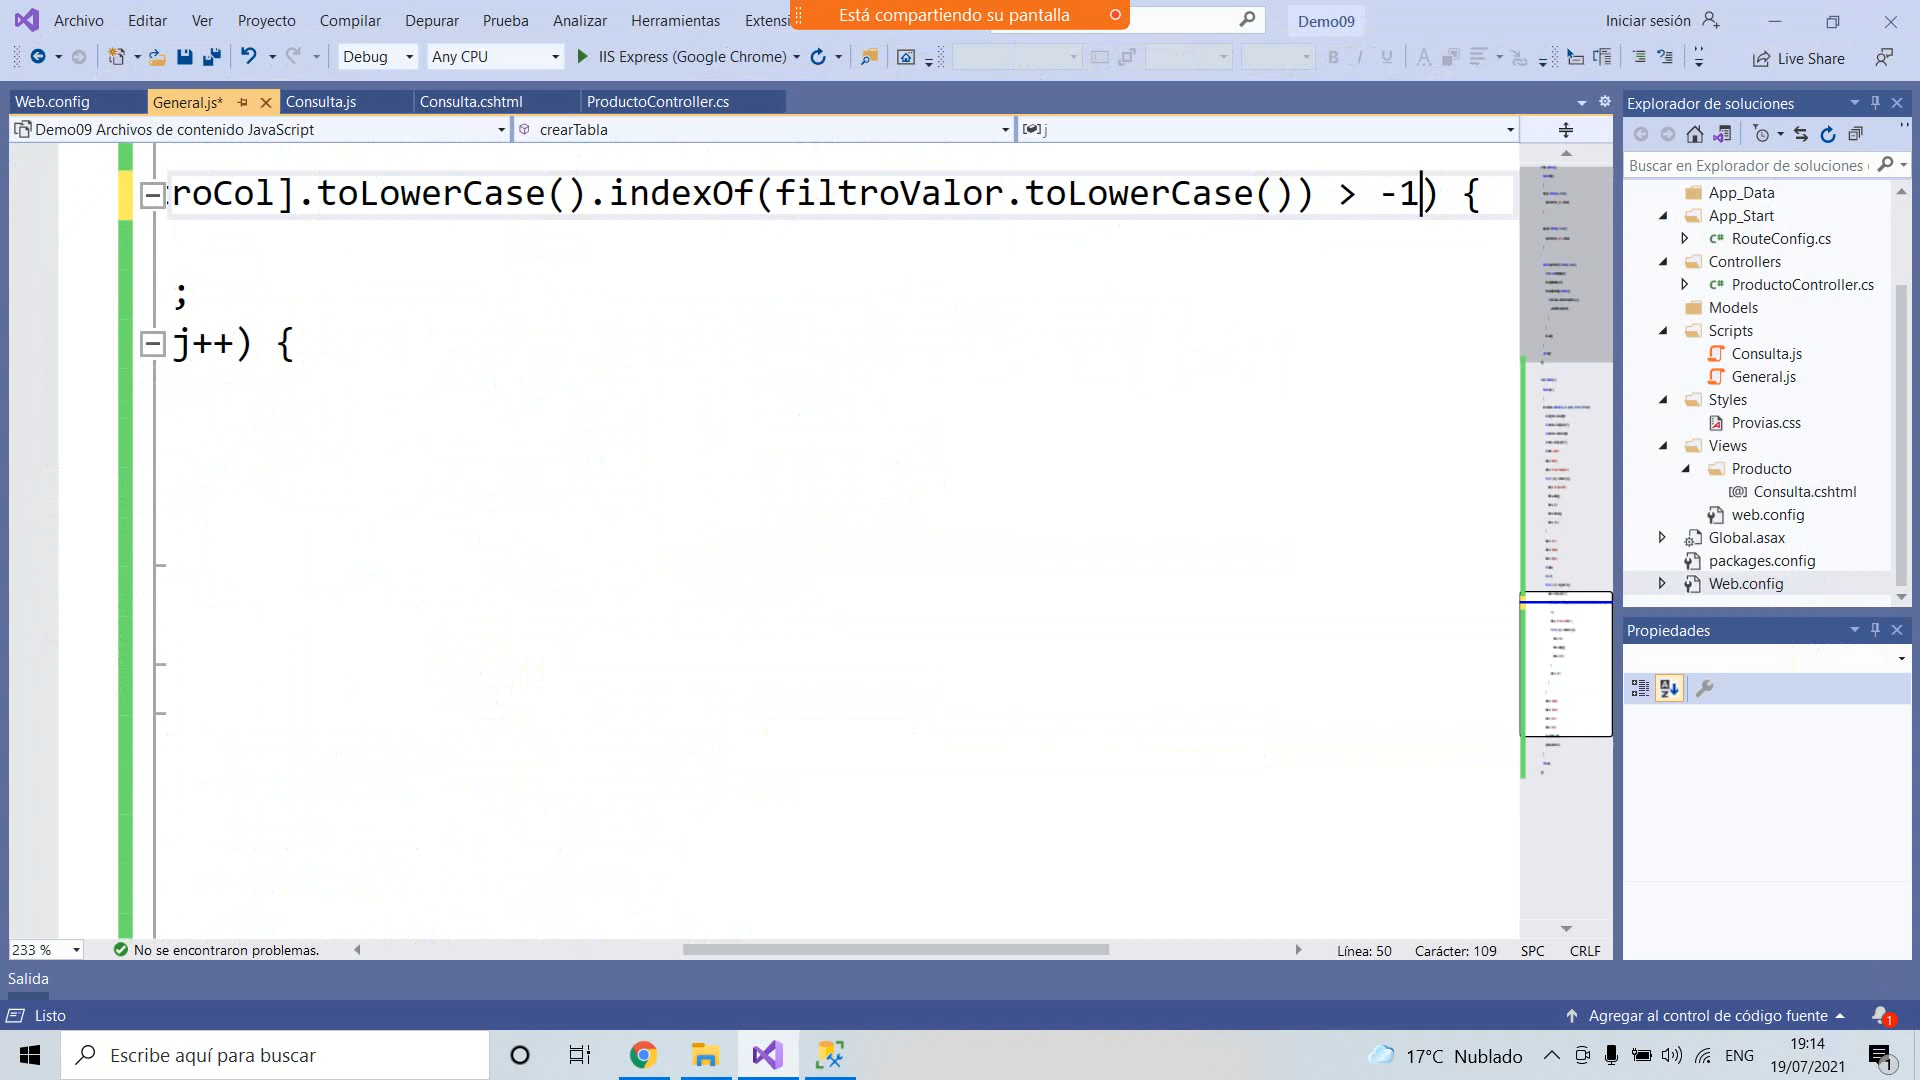 Archivo Editar Ver Proyecto Compilar Depurar Prueba Analizar Herramientas Extensi
Está compartiendo su pantalla
Demo09
Iniciar sesión
Debug
Any CPU
IIS Express (Google Chrome)
Live Share
Web.config
General.js*
Consulta.js
Consulta.cshtml
ProductoController.cs
Demo09 Archivos de contenido JavaScript
crearTabla
j
roCol].toLowerCase().indexOf(filtroValor.toLowerCase()) > -1) {
;
j++) {
233 %
No se encontraron problemas.
Línea: 50
Carácter: 109
SPC
CRLF
Explorador de soluciones
Buscar en Explorador de soluciones
App_Data
App_Start
C# RouteConfig.cs
Controllers
C# ProductoController.cs
Models
Scripts
Consulta.js
General.js
Styles
Provias.css
Views
Producto
[@] Consulta.cshtml
web.config
Global.asax
packages.config
Web.config
Propiedades
Salida
Listo
Agregar al control de código fuente
1
Escribe aquí para buscar
17°C Nublado
ENG
19:14
19/07/2021
1